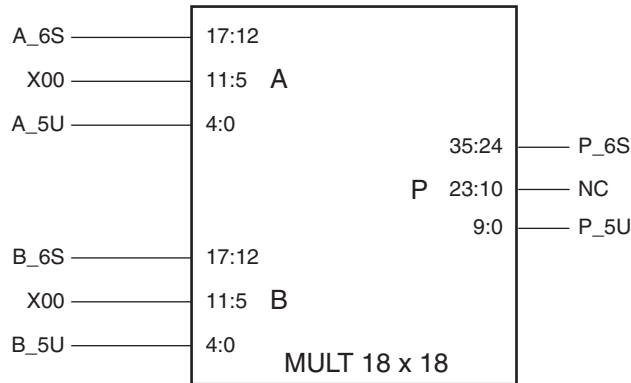 A_6S 17:12
X00 11:5 A
A_5U 4:0
35:24 P_6S
P 23:10 NC
9:0 P_5U
B_6S 17:12
X00 11:5 B
B_5U 4:0
MULT 18 x 18